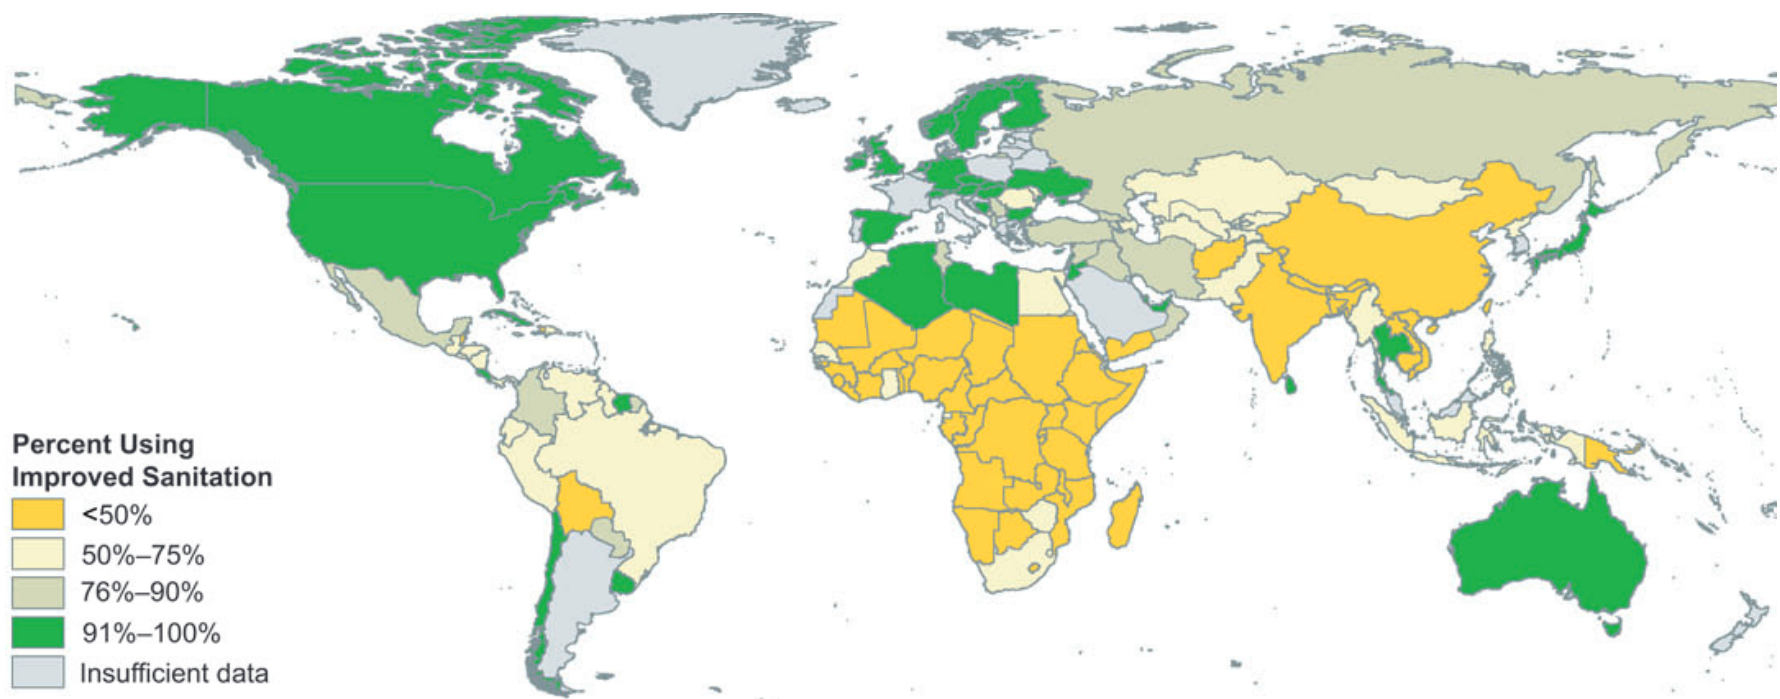 Percent Using
Improved Sanitation
<50%
50%–75%
76%–90%
91%–100%
Insufficient data